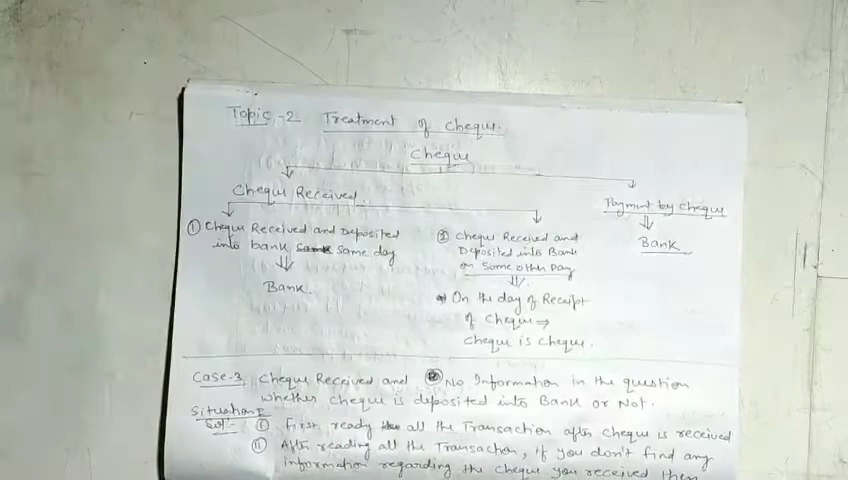 Topic-2 Treatment of Cheque.
Cheque
Cheque Received.
Payment by Cheque
Bank
① Cheque Received and Deposited
into bank same day
Bank.
② Cheque Received and
Deposited into Bank
on Some other Day
On the day of Receipt
of Cheque ⇒
Cheque is Cheque.
Case-3 Cheque Received and No Information in the question
whether cheque is deposited into Bank or Not.
Situation I
Sol:- ① First ready all the Transaction after cheque is received
② After reading all the Transaction, if you don't find any
information regarding the cheque you received then